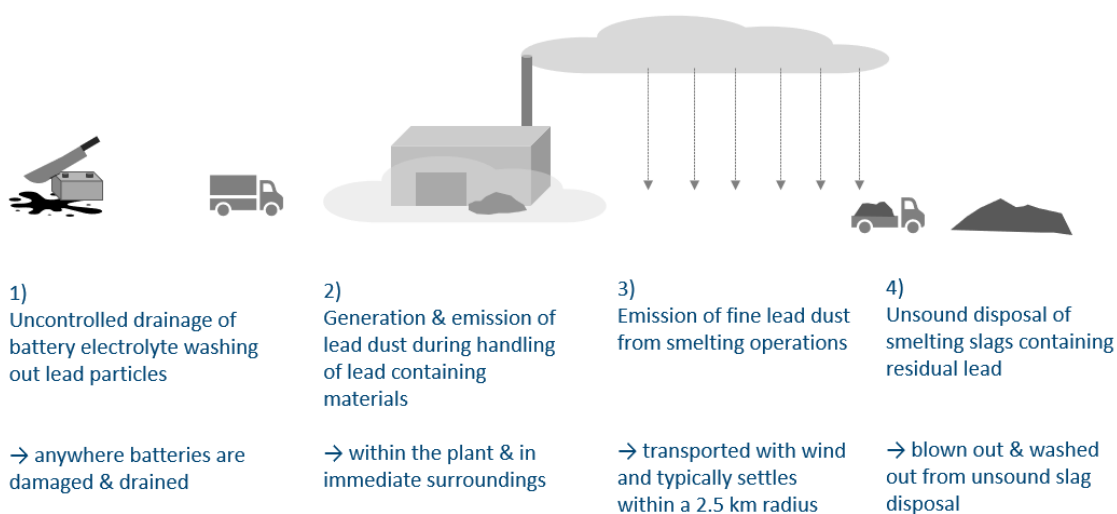 1)
Uncontrolled drainage of
battery electrolyte washing
out lead particles
→ anywhere batteries are
damaged & drained
2)
Generation & emission of
lead dust during handling
of lead containing
materials
→ within the plant & in
immediate surroundings
3)
Emission of fine lead dust
from smelting operations
→ transported with wind
and typically settles
within a 2.5 km radius
4)
Unsound disposal of
smelting slags containing
residual lead
→ blown out & washed
out from unsound slag
disposal